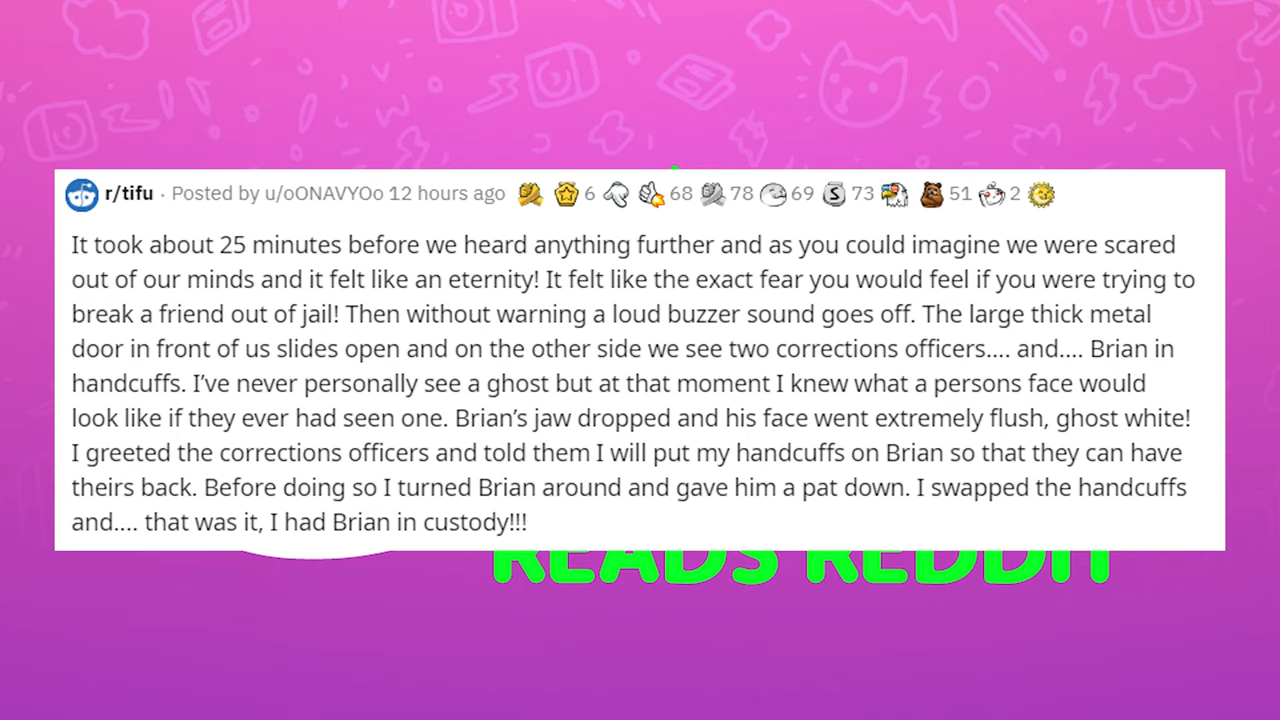 r/tifu · Posted by u/oONAVYOo 12 hours ago 6 68 78 69 S 73 51 2
It took about 25 minutes before we heard anything further and as you could imagine we were scared
out of our minds and it felt like an eternity! It felt like the exact fear you would feel if you were trying to
break a friend out of jail! Then without warning a loud buzzer sound goes off. The large thick metal
door in front of us slides open and on the other side we see two corrections officers.... and.... Brian in
handcuffs. I’ve never personally see a ghost but at that moment I knew what a persons face would
look like if they ever had seen one. Brian’s jaw dropped and his face went extremely flush, ghost white!
I greeted the corrections officers and told them I will put my handcuffs on Brian so that they can have
theirs back. Before doing so I turned Brian around and gave him a pat down. I swapped the handcuffs
and.... that was it, I had Brian in custody!!!
READS REDDIT